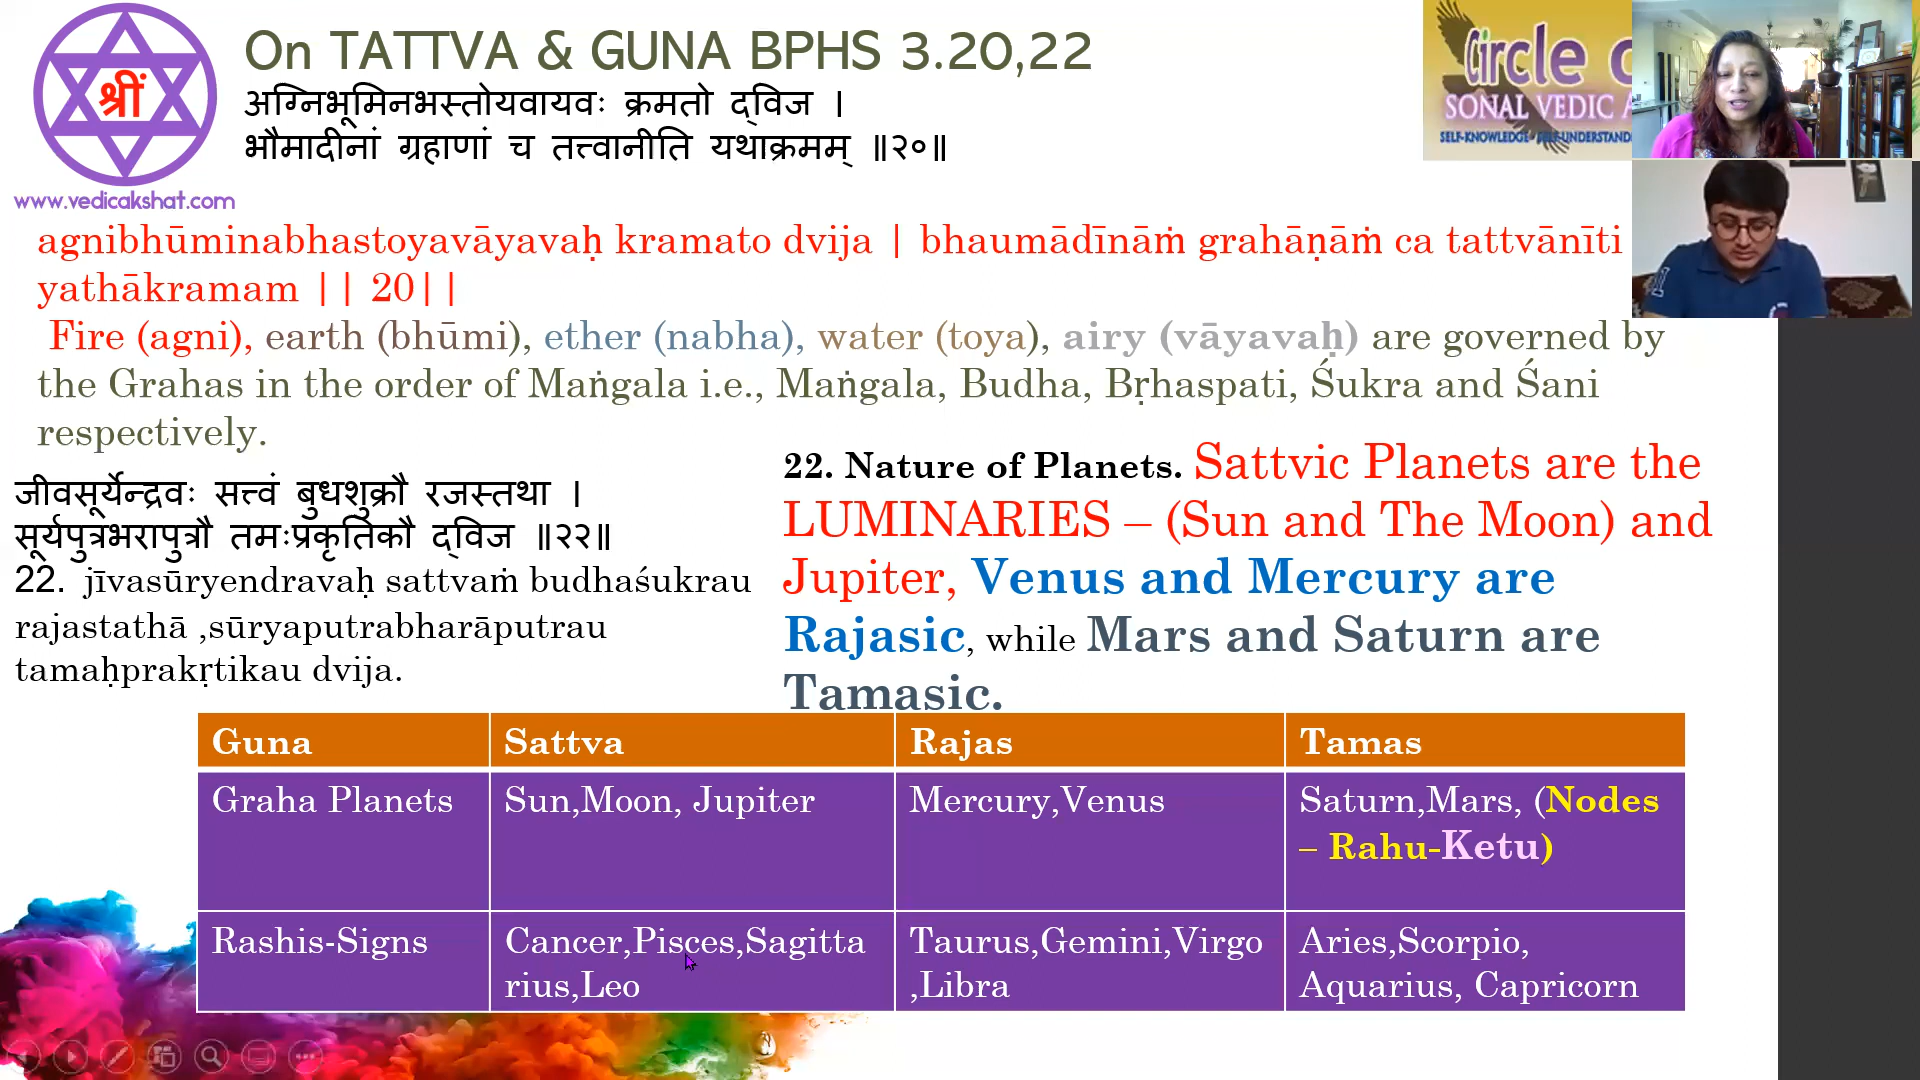 On TATTVA & GUNA BPHS 3.20,22
अग्निभूमिनभस्तोयवायवः क्रमतो द्विज ।
भौमादीनां ग्रहाणां च तत्त्वानीति यथाक्रमम् ॥२०॥
श्रीं
www.vedicakshat.com
Circle
SONAL VEDIC A
SELF-KNOWLEDGE SELF-UNDERSTAND
agnibhūminabhastoyavāyavaḥ kramato dvija | bhaumādīnāṁ grahāṇāṁ ca tattvānīti
yathākramam || 20||
Fire (agni), earth (bhūmi), ether (nabha), water (toya), airy (vāyavaḥ) are governed by
the Grahas in the order of Maṅgala i.e., Maṅgala, Budha, Bṛhaspati, Śukra and Śani
respectively.
जीवसूर्येन्द्रवः सत्त्वं बुधशुक्रौ रजस्तथा ।
सूर्यपुत्रभरापुत्रौ तमःप्रकृतिकौ द्विज ॥२२॥
22. jīvasūryendravaḥ sattvaṁ budhaśukrau
rajastathā ,sūryaputrabharāputrau
tamaḥprakṛtikau dvija.
22. Nature of Planets. Sattvic Planets are the
LUMINARIES – (Sun and The Moon) and
Jupiter, Venus and Mercury are
Rajasic, while Mars and Saturn are
Tamasic.
Guna Sattva Rajas Tamas
Graha Planets Sun,Moon, Jupiter Mercury,Venus Saturn,Mars, (Nodes
– Rahu-Ketu)
Rashis-Signs Cancer,Pisces,Sagitta Taurus,Gemini,Virgo Aries,Scorpio,
rius,Leo ,Libra Aquarius, Capricorn